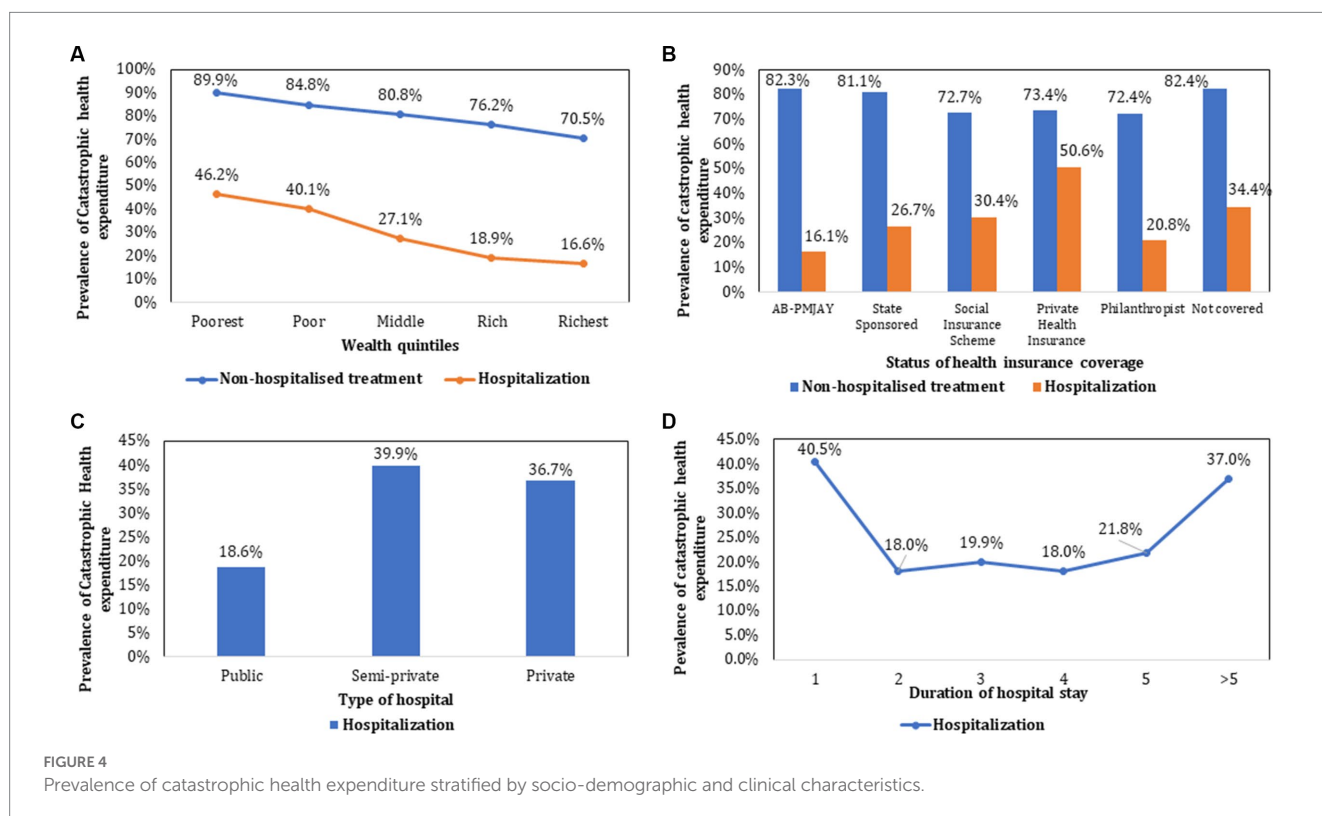 A
Prevalence of Catastrophic health
expenditure
100%
90%
80%
70%
60%
50%
40%
30%
20%
10%
0%
89.9%
84.8%
80.8%
76.2%
70.5%
46.2%
40.1%
27.1%
18.9%
16.6%
Poorest Poor Middle Rich Richest
Wealth quintiles
Non-hospitalised treatment Hospitalization
B
Prevalence of catstrophic health
expenditure
90%
80%
70%
60%
50%
40%
30%
20%
10%
0%
82.3%
81.1%
72.7%
73.4%
72.4%
82.4%
16.1%
26.7%
30.4%
50.6%
20.8%
34.4%
AB-PMJAY
State
Sponsored
Social
Insurance
Scheme
Private
Health
Insurance
Philanthropist
Not covered
Status of health insurance coverage
Non-hospitalised treatment Hospitalization
C
Prevalence of Catastrophic Health
expenditure
45%
40%
35%
30%
25%
20%
15%
10%
5%
0%
18.6%
39.9%
36.7%
Public Semi-private Private
Type of hospital
Hospitalization
D
Pevalence of catastrophic health
expenditure
45.0%
40.0%
35.0%
30.0%
25.0%
20.0%
15.0%
10.0%
5.0%
0.0%
40.5%
18.0%
19.9%
18.0%
21.8%
37.0%
1 2 3 4 5 >5
Duration of hospital stay
Hospitalization
FIGURE 4
Prevalence of catastrophic health expenditure stratified by socio-demographic and clinical characteristics.